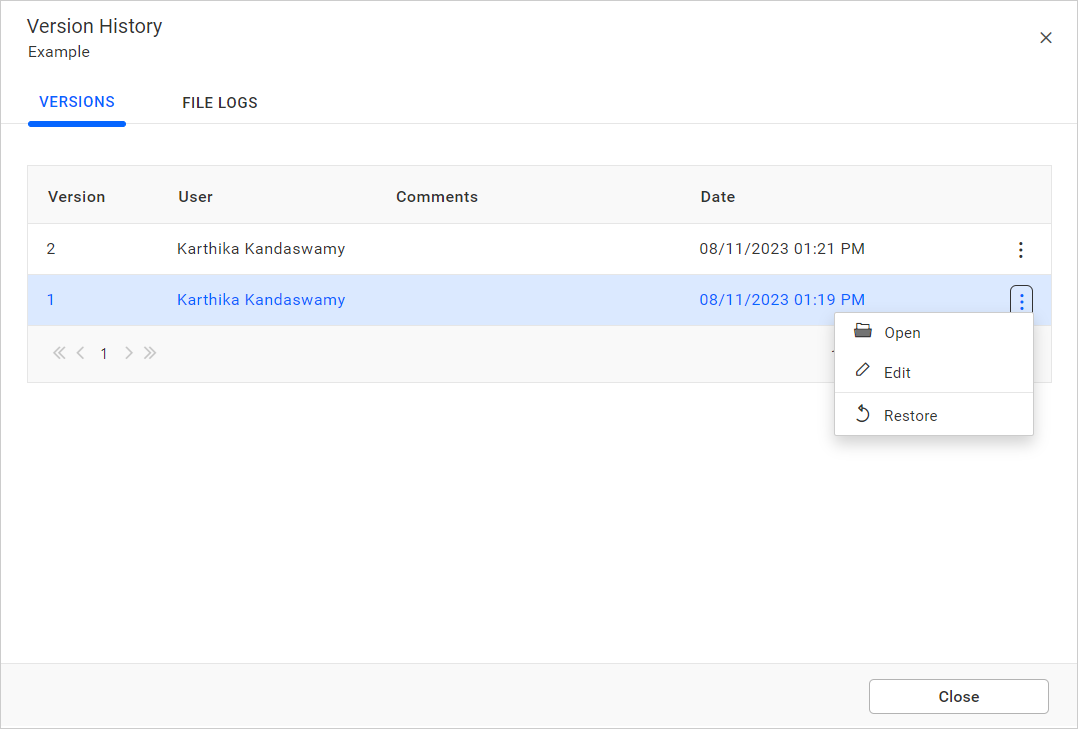 Version History
Example
VERSIONS FILE LOGS
Version User Comments Date
2 Karthika Kandaswamy 08/11/2023 01:21 PM
1 Karthika Kandaswamy 08/11/2023 01:19 PM
1
Open
Edit
Restore
Close